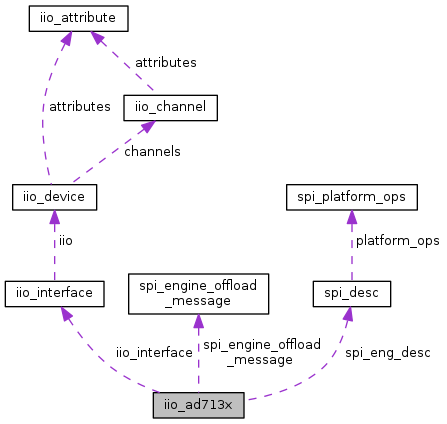 iio_attribute
attributes
attributes
iio_channel
channels
iio_device
spi_platform_ops
iio
platform_ops
iio_interface
spi_engine_offload
_message
spi_desc
iio_interface
spi_engine_offload
_message
spi_eng_desc
iio_ad713x